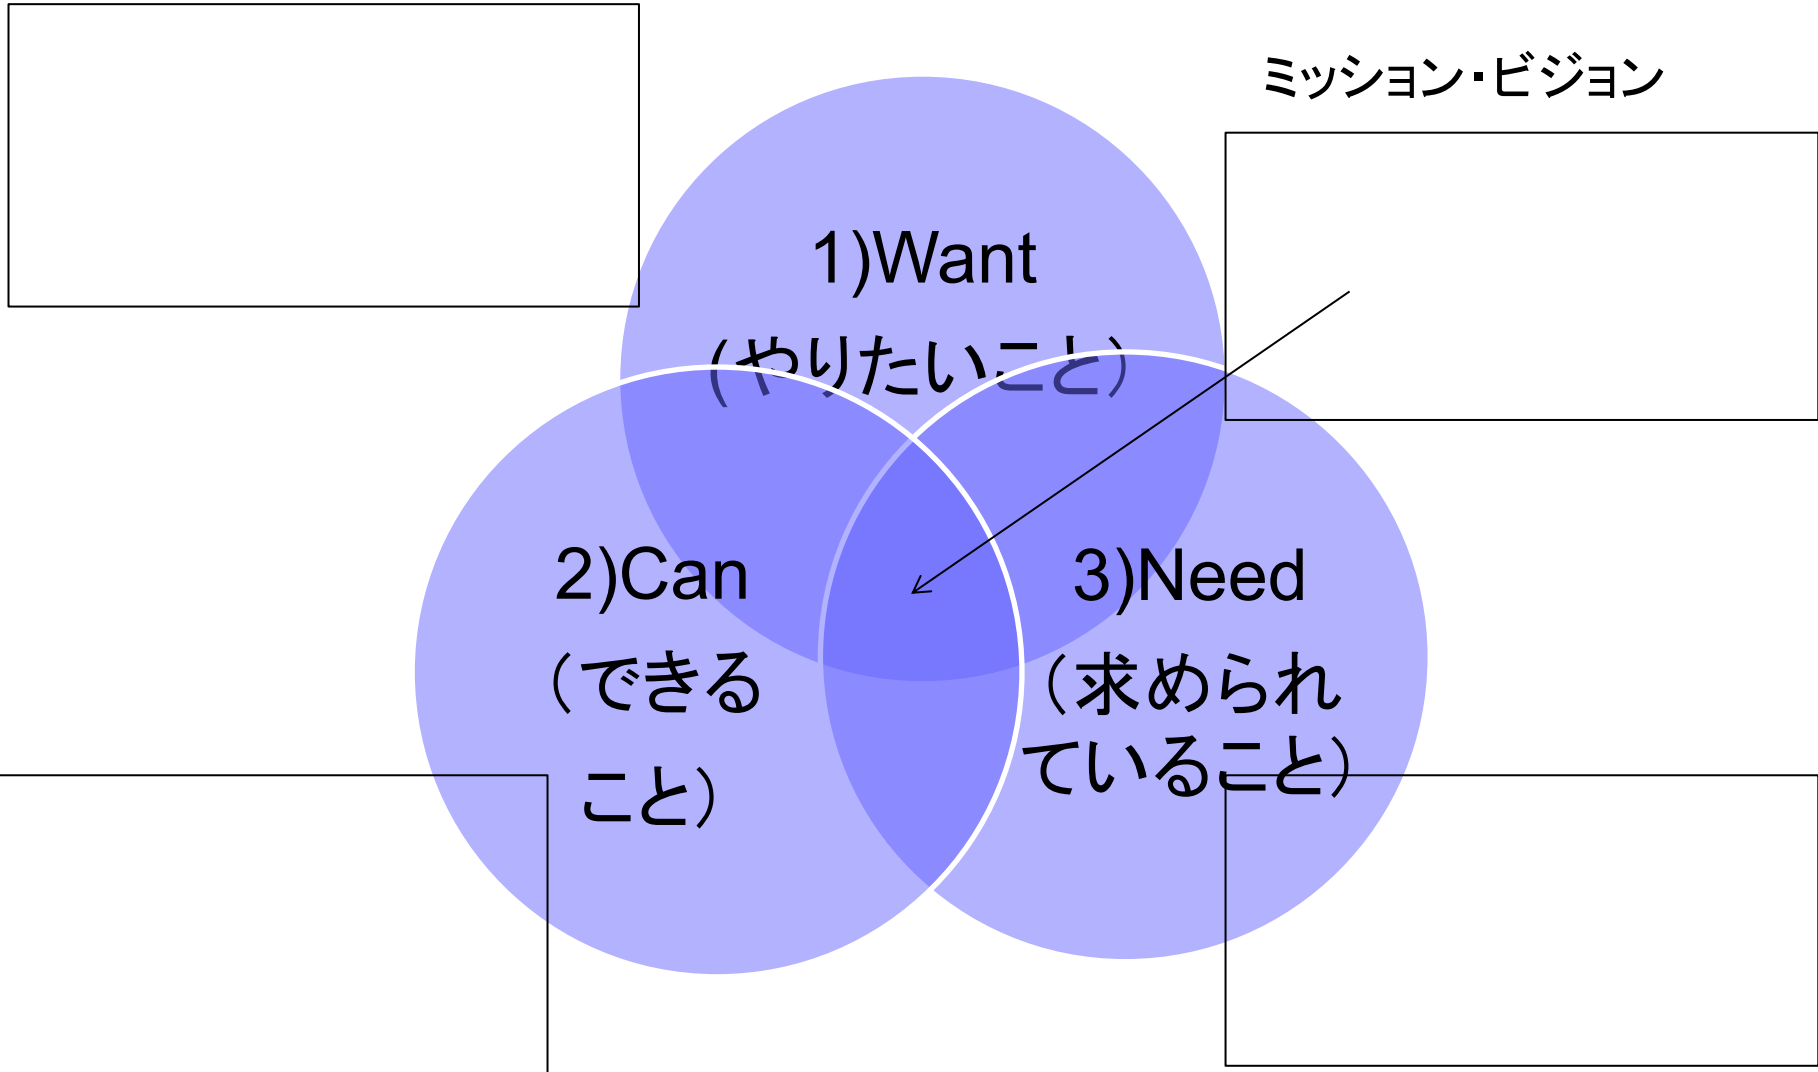 ミッション・ビジョン
1)Want
（やりたいこと）
2)Can
（できる
こと）
3)Need
（求められ
ていること）